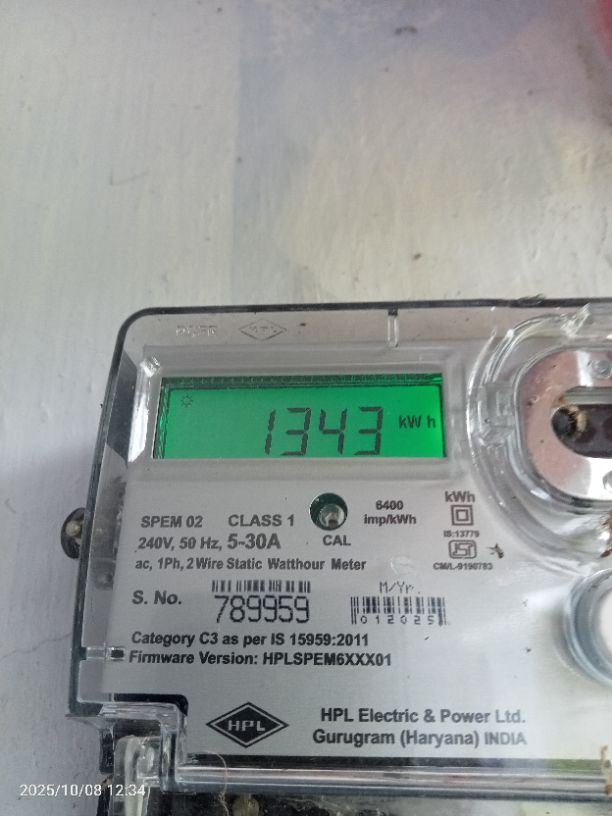 HPL
1343 kWh
SPEM 02 CLASS 1
240V, 50 Hz, 5-30A
ac, 1Ph, 2 Wire Static Watthour Meter
CAL
6400
imp/kWh
kWh
IS:13779
CM/L-9190783
S. No.
789959
M/Yr.
012025
Category C3 as per IS 15959:2011
Firmware Version: HPLSPEM6XXX01
HPL
HPL Electric & Power Ltd.
Gurugram (Haryana) INDIA
2025/10/08 12:34